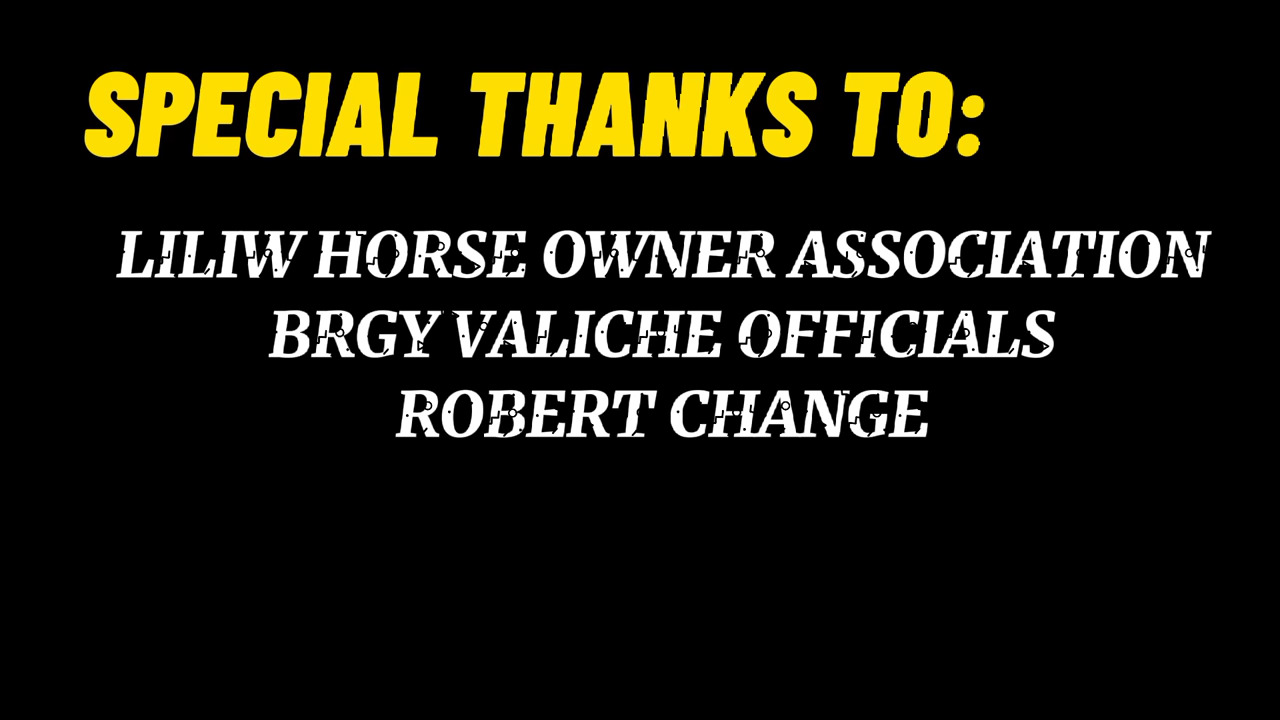 SPECIAL THANKS TO:
LILIW HORSE OWNER ASSOCIATION
BRGY VALICHE OFFICIALS
ROBERT CHANGE